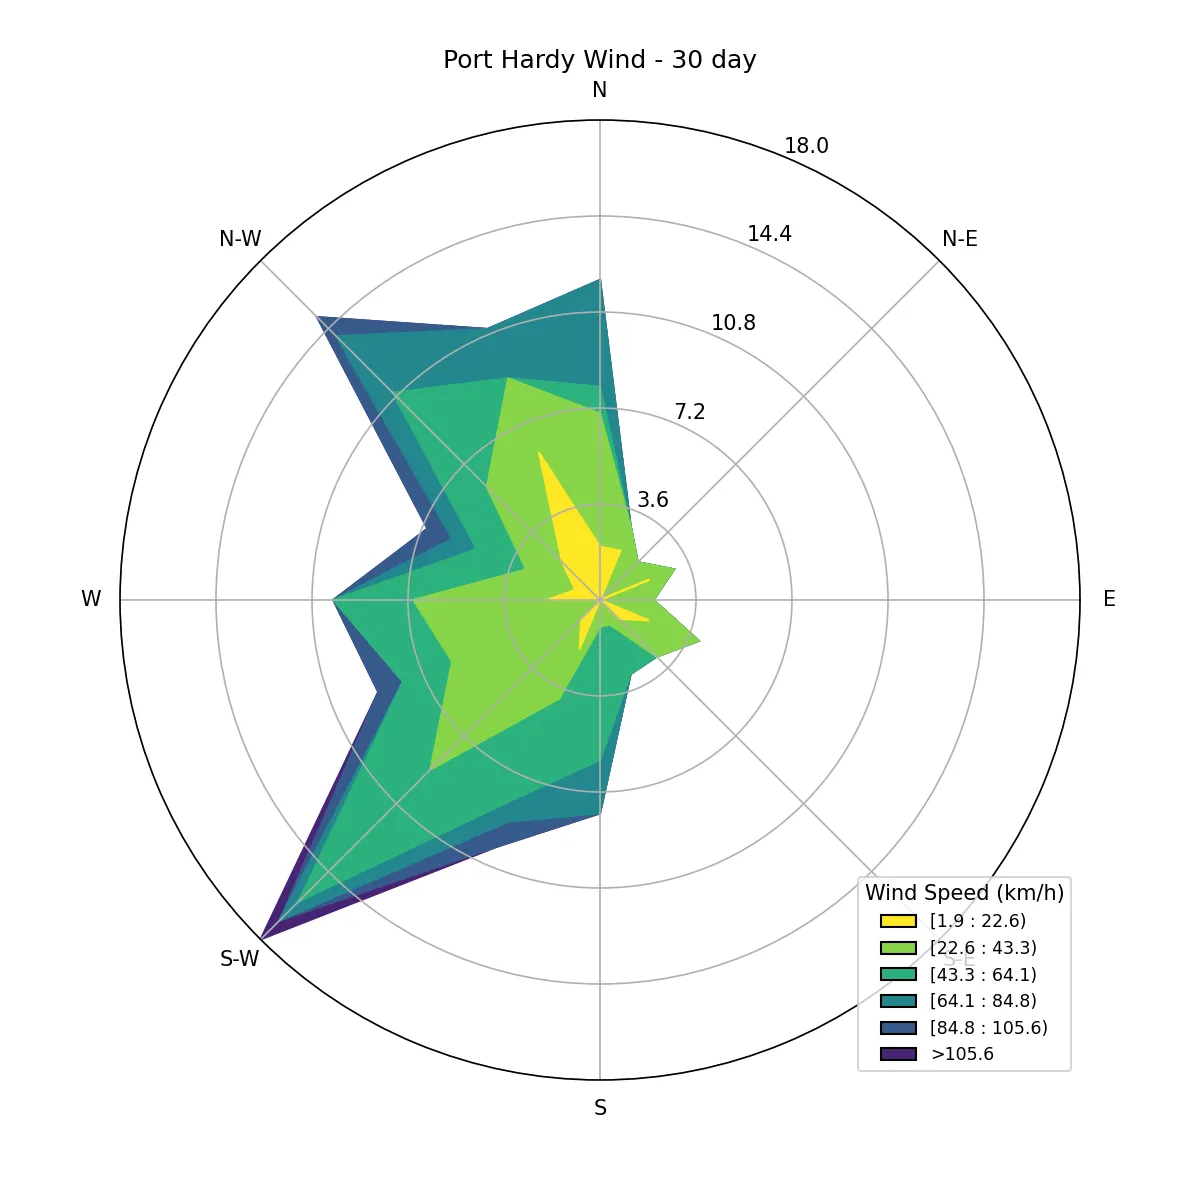 Port Hardy Wind - 30 day
N
18.0
N-W
14.4
N-E
10.8
7.2
3.6
W
E
S-W
S-E
S
Wind Speed (km/h)
[1.9 : 22.6)
[22.6 : 43.3)
[43.3 : 64.1)
[64.1 : 84.8)
[84.8 : 105.6)
>105.6